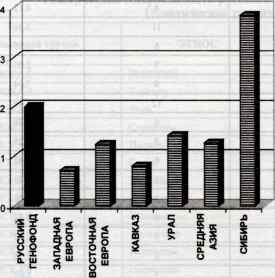 4
3
2
1
0
РУССКИЙ
ГЕНОФОНД
ЗАПАДНАЯ
ЕВРОПА
ВОСТОЧНАЯ
ЕВРОПА
КАВКАЗ
УРАЛ
СРЕДНЯЯ
АЗИЯ
СИБИРЬ